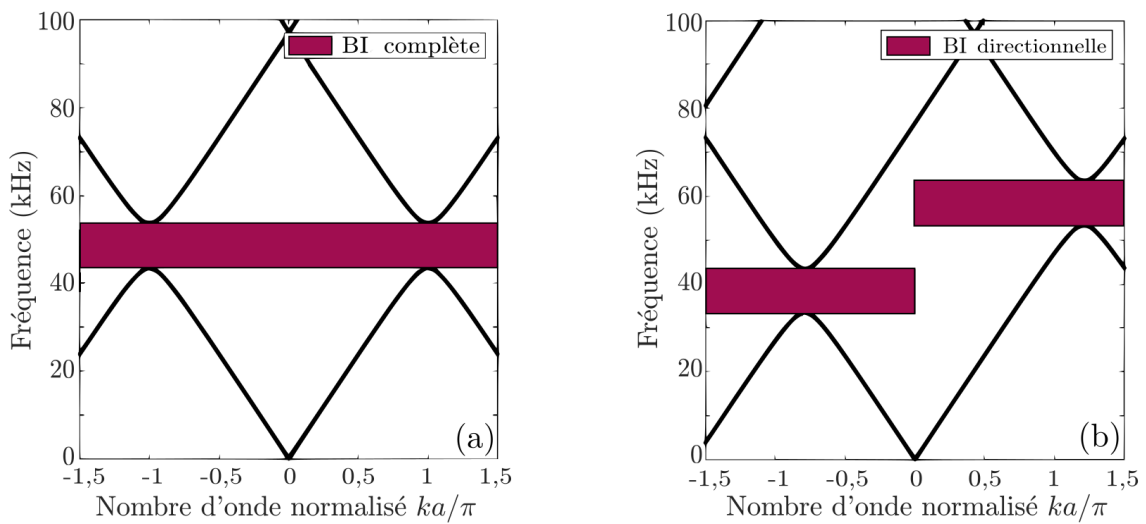 BI complète
100
80
60
40
20
0
Fréquence (kHz)
-1,5 -1 -0,5 0 0,5 1 1,5
Nombre d'onde normalisé ka/π
(a)
BI directionnelle
100
80
60
40
20
0
Fréquence (kHz)
-1,5 -1 -0,5 0 0,5 1 1,5
Nombre d'onde normalisé ka/π
(b)